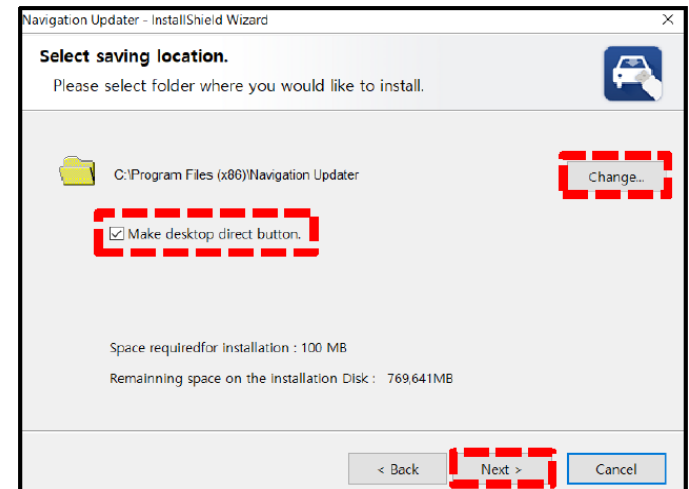 Navigation Updater - InstallShield Wizard
Select saving location.
Please select folder where you would like to install.
C:\Program Files (x86)\Navigation Updater
Change...
Make desktop direct button.
Space requiredfor installation : 100 MB
Remainning space on the Installation Disk : 769,641MB
< Back Next > Cancel